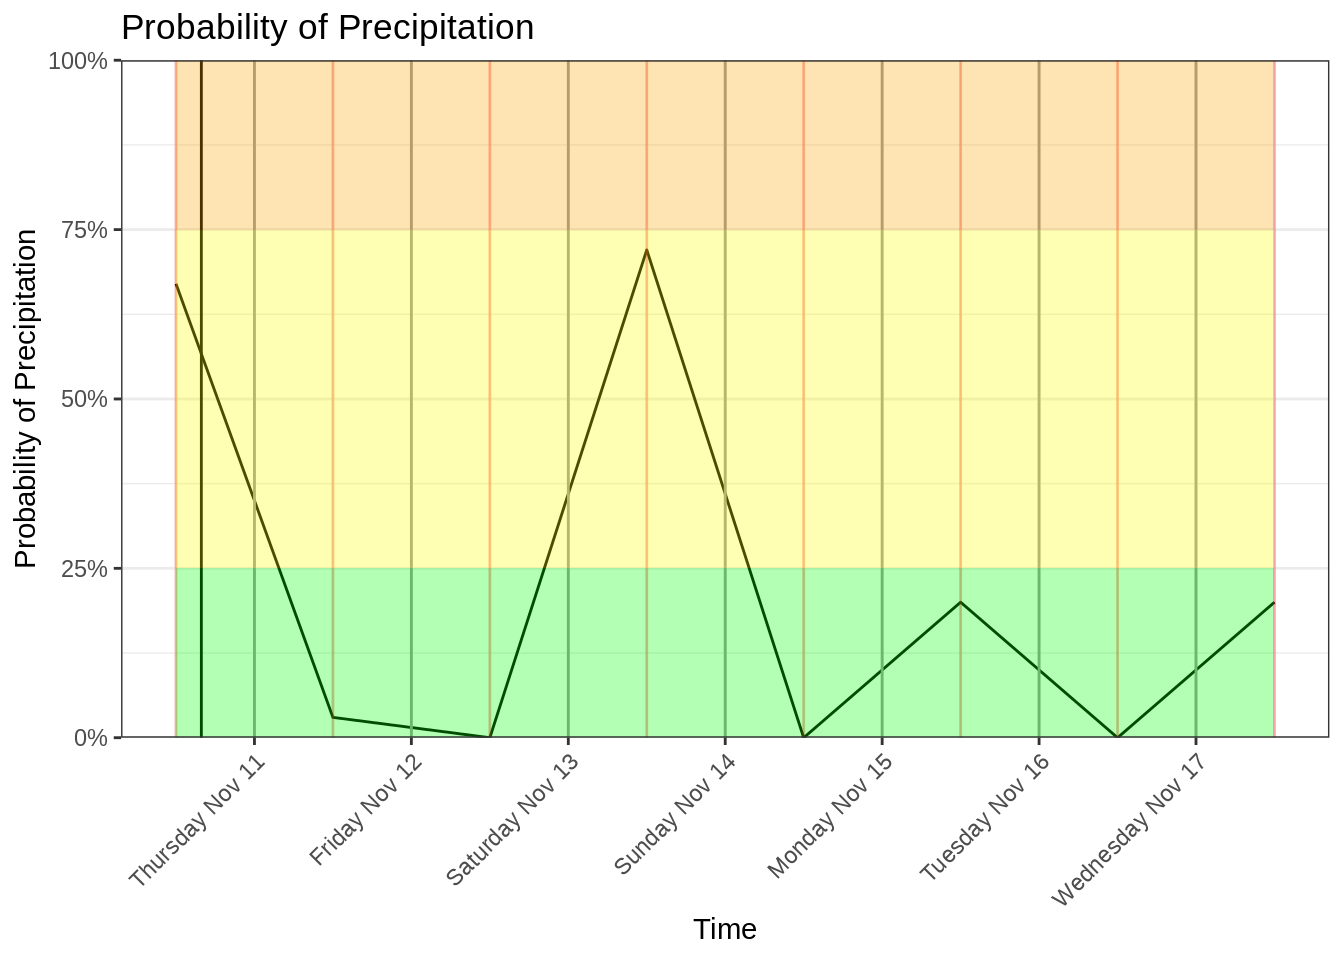 Probability of Precipitation
Probability of Precipitation
100%
75%
50%
25%
0%
Thursday Nov 11
Friday Nov 12
Saturday Nov 13
Sunday Nov 14
Monday Nov 15
Tuesday Nov 16
Wednesday Nov 17
Time